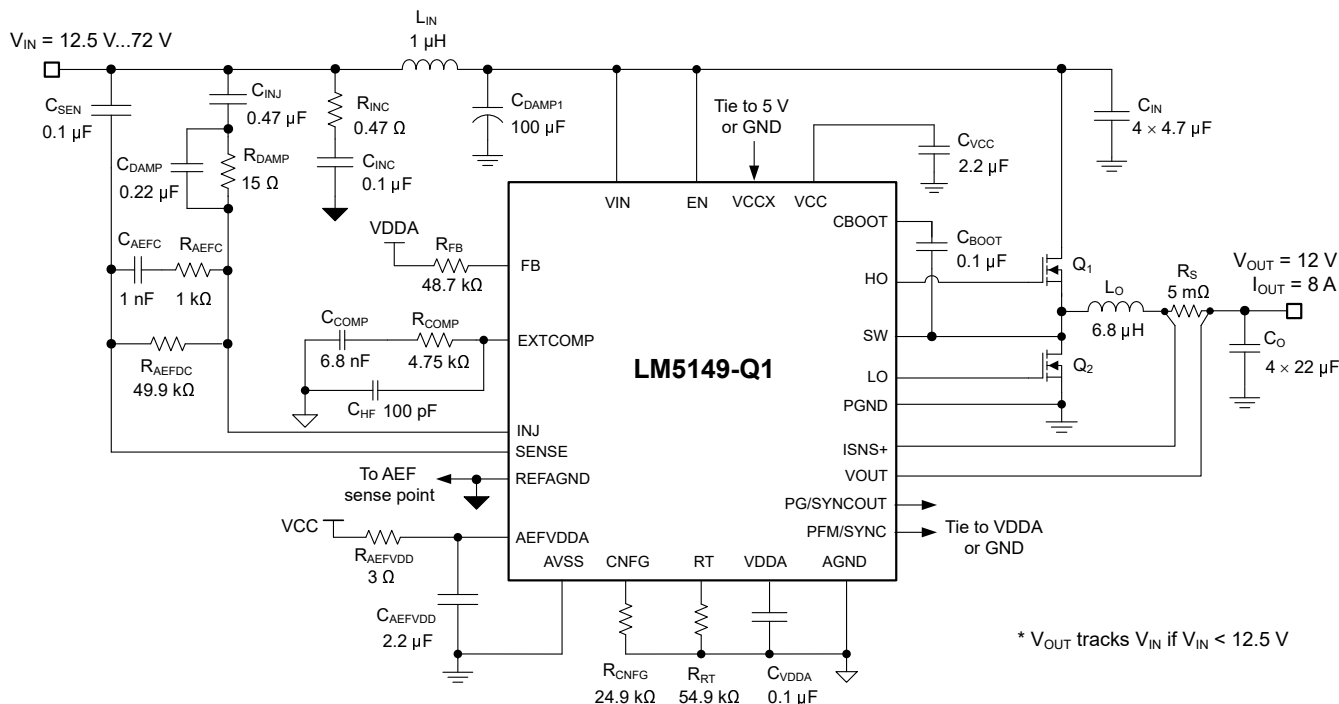 V_IN = 12.5 V...72 V
L_IN
1 µH
C_SEN
0.1 µF
C_INJ
0.47 µF
R_INC
0.47 Ω
C_DAMP1
100 µF
Tie to 5 V
or GND
C_IN
4 × 4.7 µF
C_VCC
2.2 µF
C_DAMP
0.22 µF
R_DAMP
15 Ω
C_INC
0.1 µF
VIN
EN
VCCX
VCC
CBOOT
VDDA
R_FB
48.7 kΩ
FB
C_BOOT
0.1 µF
C_AEFC
1 nF
R_AEFC
1 kΩ
HO
Q1
V_OUT = 12 V
I_OUT = 8 A
L_O
6.8 µH
R_S
5 mΩ
C_COMP
6.8 nF
R_COMP
4.75 kΩ
EXTCOMP
SW
R_AEFDC
49.9 kΩ
C_HF 100 pF
LM5149-Q1
LO
Q2
C_O
4 × 22 µF
PGND
INJ
SENSE
ISNS+
To AEF
sense point
REFAGND
VOUT
PG/SYNCOUT
PFM/SYNC
Tie to VDDA
or GND
VCC
R_AEFVDD
3 Ω
AEFVDDA
AVSS
CNFG
RT
VDDA
AGND
C_AEFVDD
2.2 µF
R_CNFG
24.9 kΩ
R_RT
54.9 kΩ
C_VDDA
0.1 µF
* V_OUT tracks V_IN if V_IN < 12.5 V